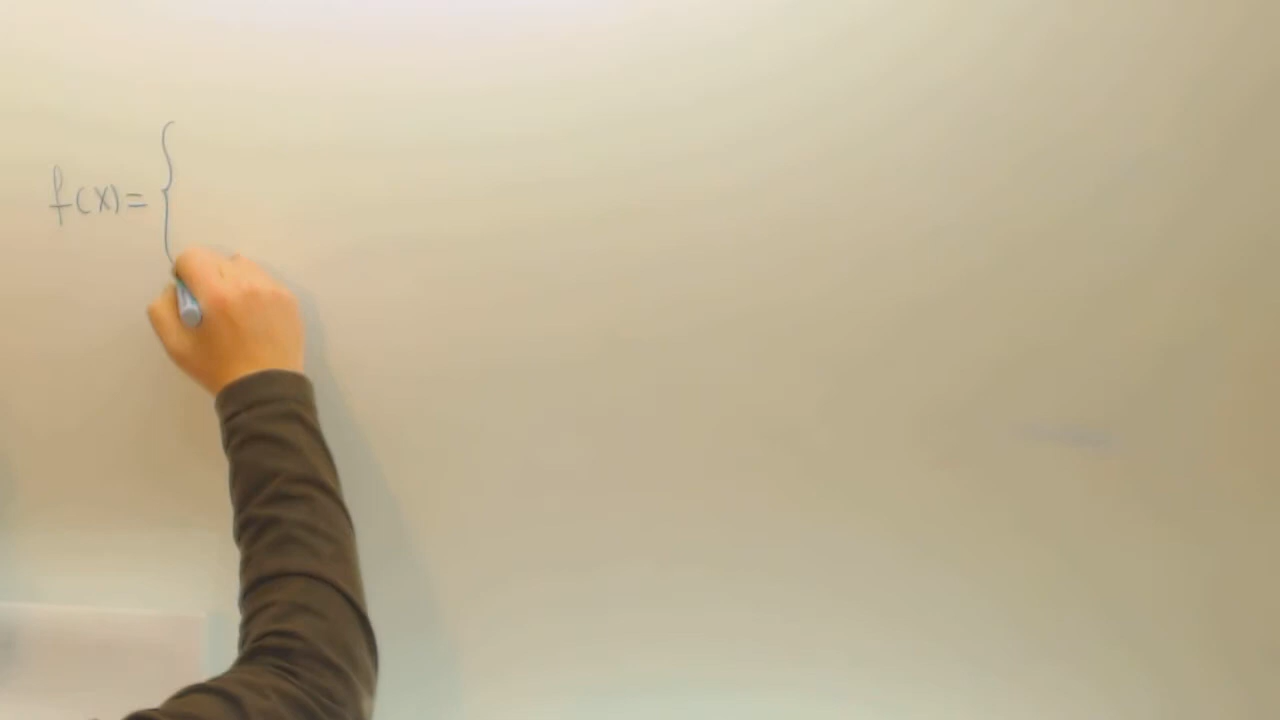 f(x)= {